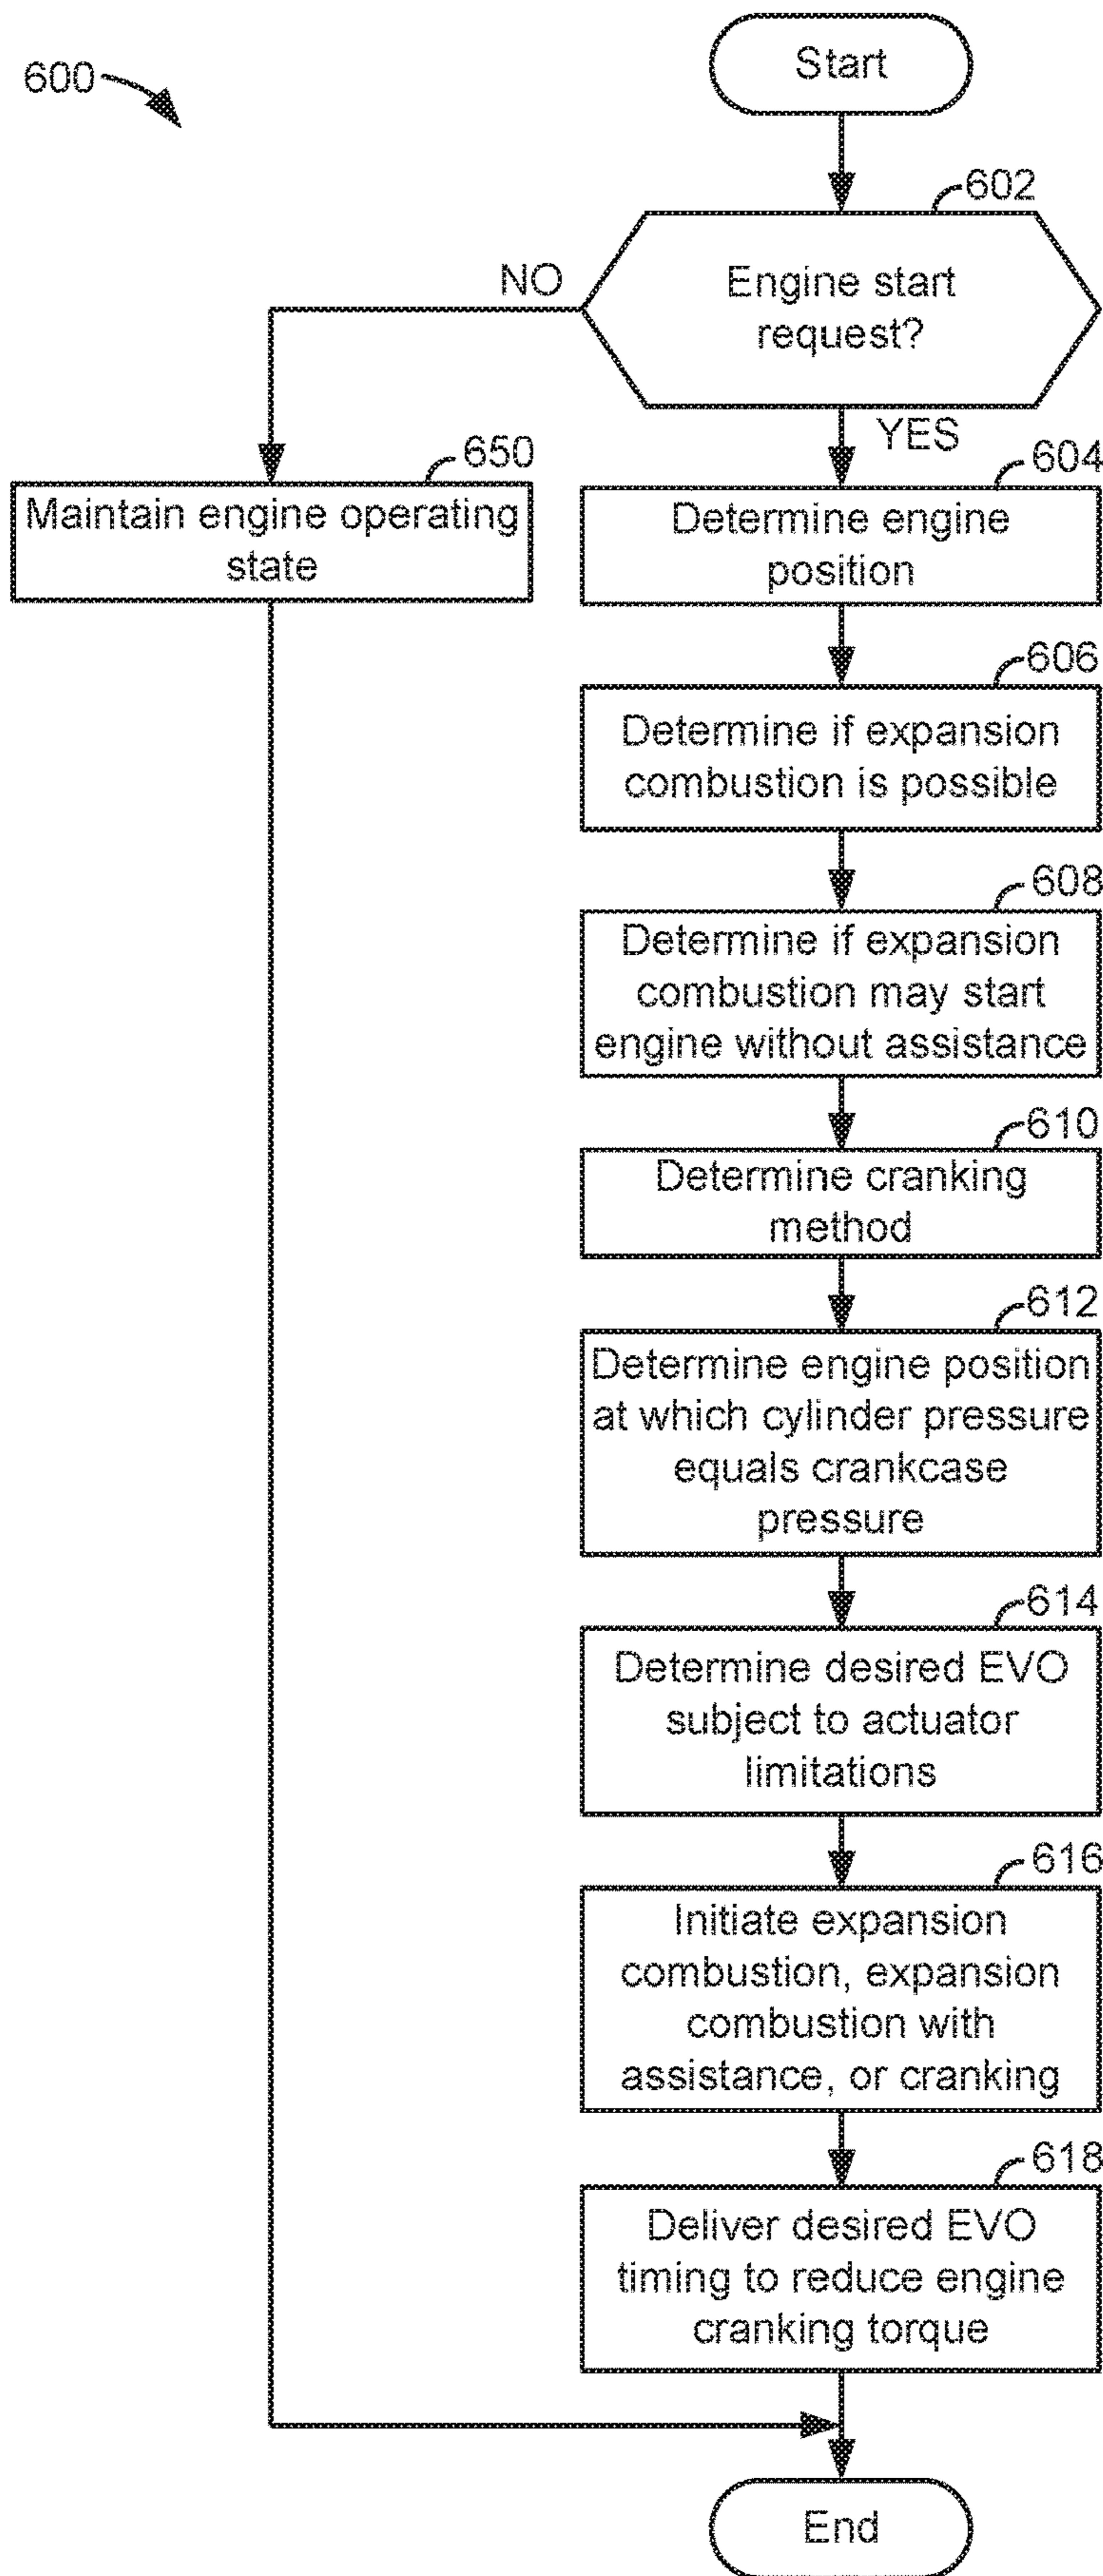 600
Start
602
Engine start
request?
NO
YES
650
Maintain engine operating
state
604
Determine engine
position
606
Determine if expansion
combustion is possible
608
Determine if expansion
combustion may start
engine without assistance
610
Determine cranking
method
612
Determine engine position
at which cylinder pressure
equals crankcase
pressure
614
Determine desired EVO
subject to actuator
limitations
616
Initiate expansion
combustion, expansion
combustion with
assistance, or cranking
618
Deliver desired EVO
timing to reduce engine
cranking torque
End